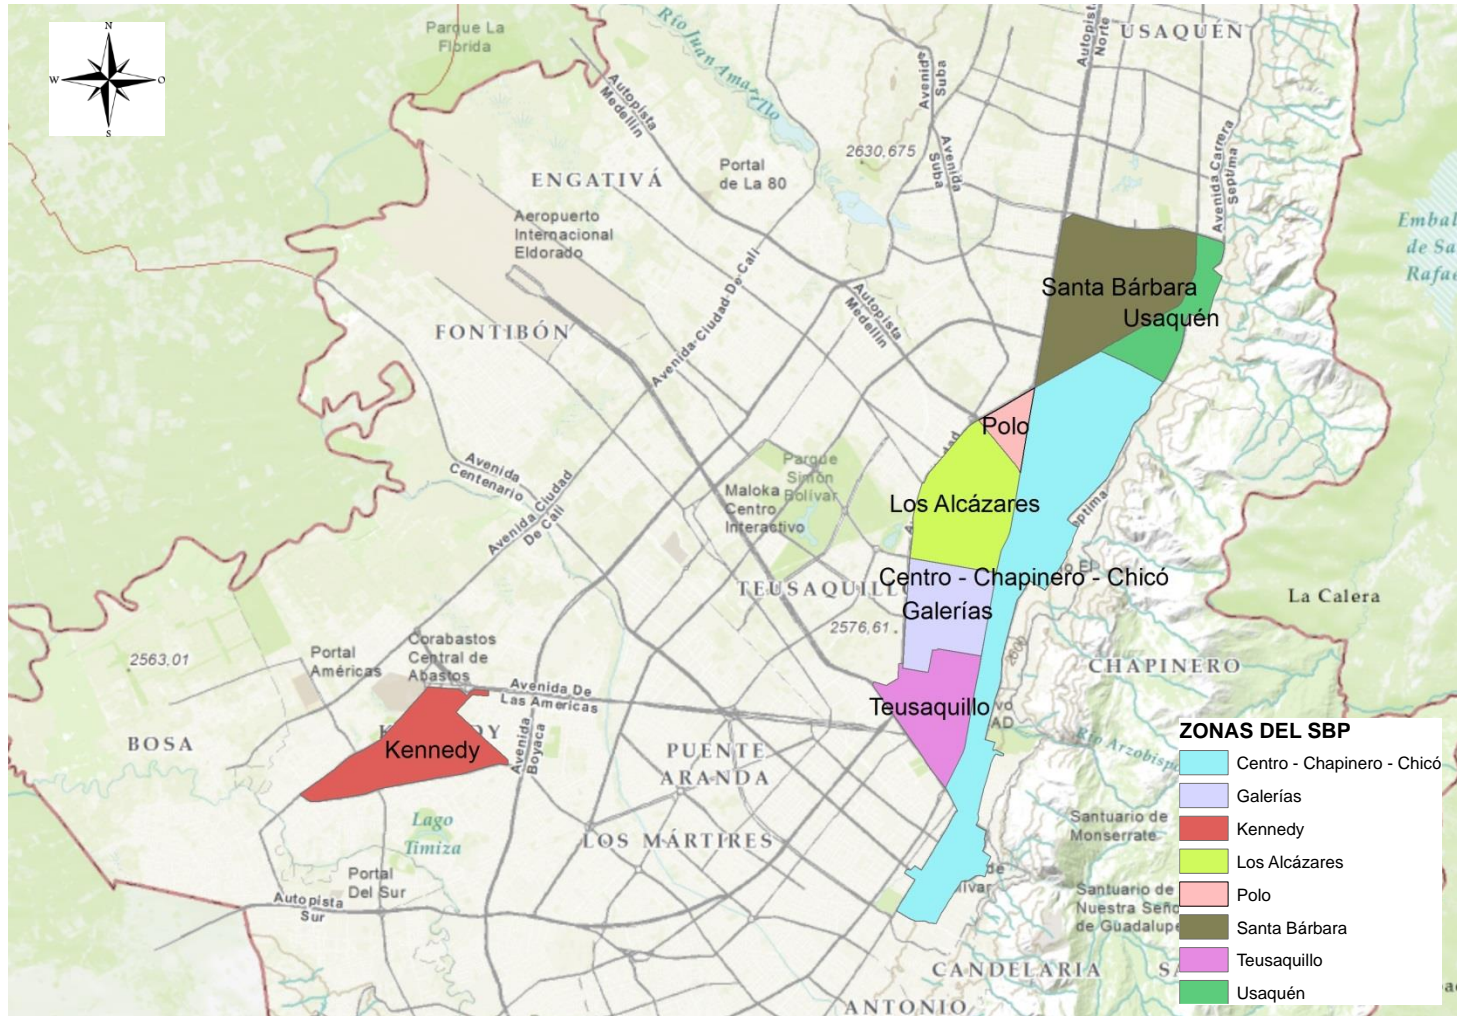 N
W
O
S
Parque La
Florida
Río Juan Amarillo
USAQUEN
Autopista
Medellín
Avenida
Suba
Avenida
Suba
Norte
Avenida Carrera
Septima
2630,675
Portal
de La 80
ENGATIVÁ
Aeropuerto
Internacional
Eldorado
FONTIBÓN
Avenida-Ciudad-De-Cali
Autopista
Medellín
Santa Bárbara
Usaquén
Polo
Avenida
Centenario
Avenida Ciudad
De Cali
Parque
Simón
Bolívar
Maloka
Centro
Interactivo
Los Alcázares
TEUSAQUILLO
Centro - Chapinero - Chicó
Galerías
2576,61
2600
La Calera
CHAPINERO
2563,01
Portal
Américas
Corabastos
Central de
Abastos
Avenida De
Las Americas
Avenida
Boyaca
BOSA
Kennedy
Teusaquillo
PUENTE
ARANDA
LOS MÁRTIRES
Lago
Timiza
Portal
Del Sur
Autopista
Sur
Santuario de
Monserrate
Santuario de
de Guadalupe
CANDELARIA
ANTONIO
ZONAS DEL SBP
Centro - Chapinero - Chicó
Galerías
Kennedy
Los Alcázares
Polo
Santa Bárbara
Teusaquillo
Usaquén